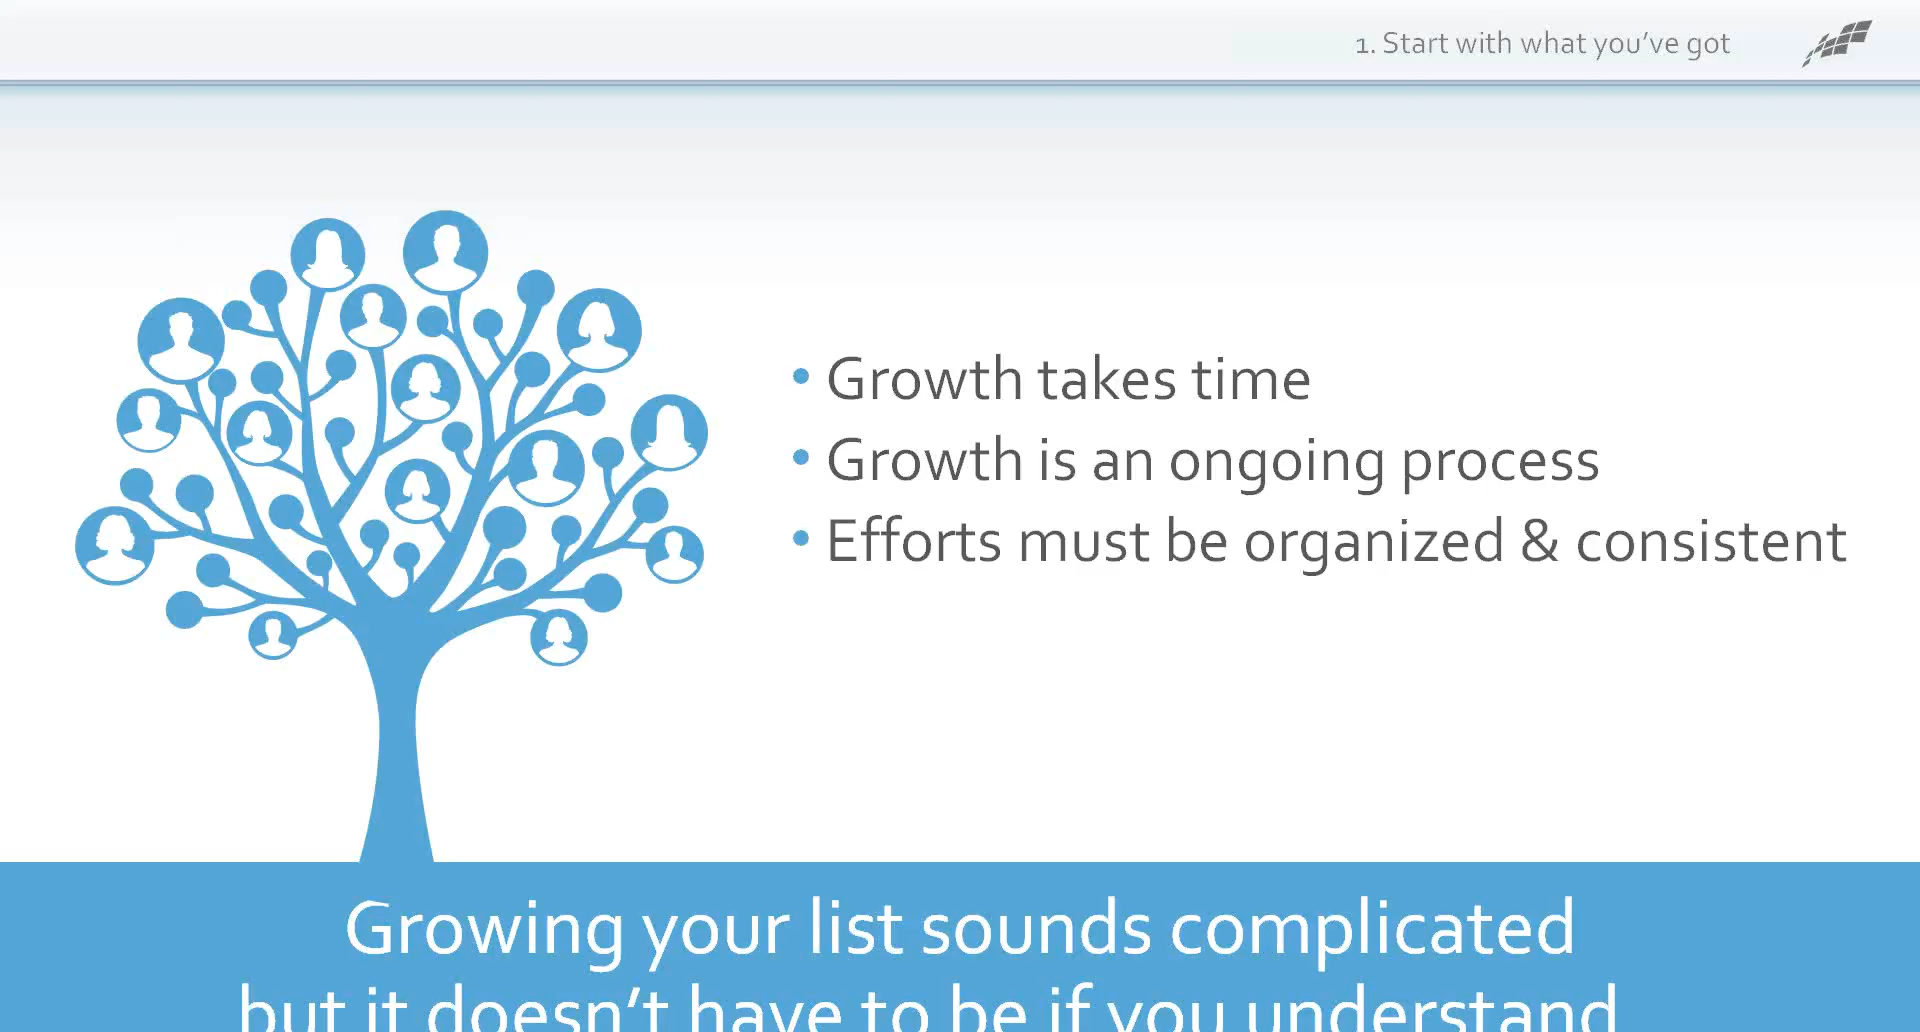 1. Start with what you've got
• Growth takes time
• Growth is an ongoing process
• Efforts must be organized & consistent
Growing your list sounds complicated
but it doesn't have to be if you understand